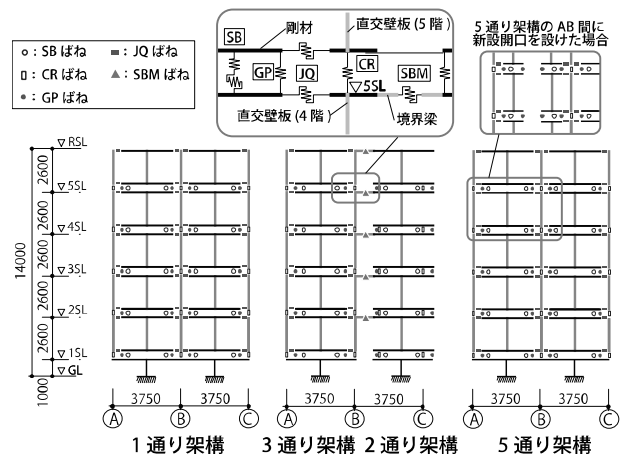 ○ : SB ばね
▯ : CR ばね
● : GP ばね
■ : JQ ばね
▲ : SBM ばね
SB
剛材
直交壁板 (5 階)
GP
JQ
CR
SBM
▽5SL
直交壁板 (4 階)
境界梁
5 通り架構の AB 間に
新設開口を設けた場合
▽ RSL
▽ 5SL
▽ 4SL
▽ 3SL
▽ 2SL
▽ 1SL
▽ GL
2600
2600
2600
2600
2600
14000
1000
3750
3750
3750
3750
3750
3750
A
B
C
A
B
C
A
B
C
1 通り架構
3 通り架構
2 通り架構
5 通り架構